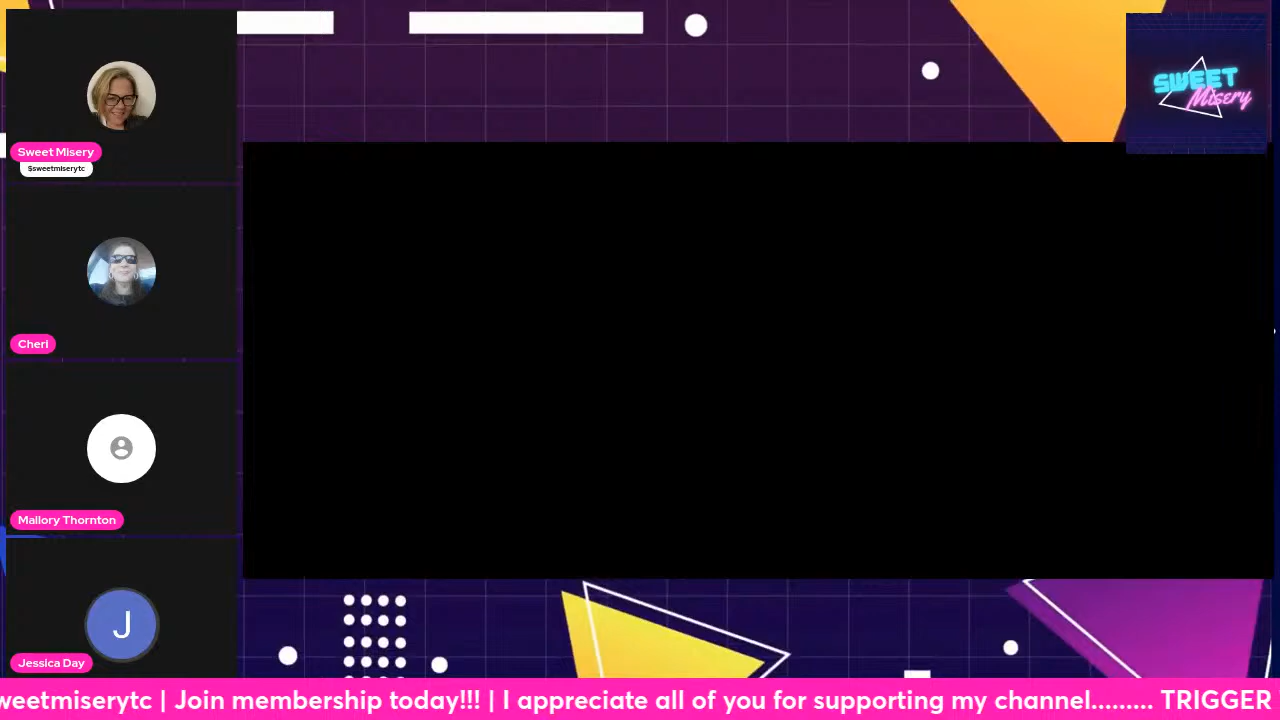 SWEET
Misery
Sweet Misery
$sweetmiserytc
Cheri
Mallory Thornton
J
Jessica Day
weetmiserytc | Join membership today!!! | I appreciate all of you for supporting my channel......... TRIGGER